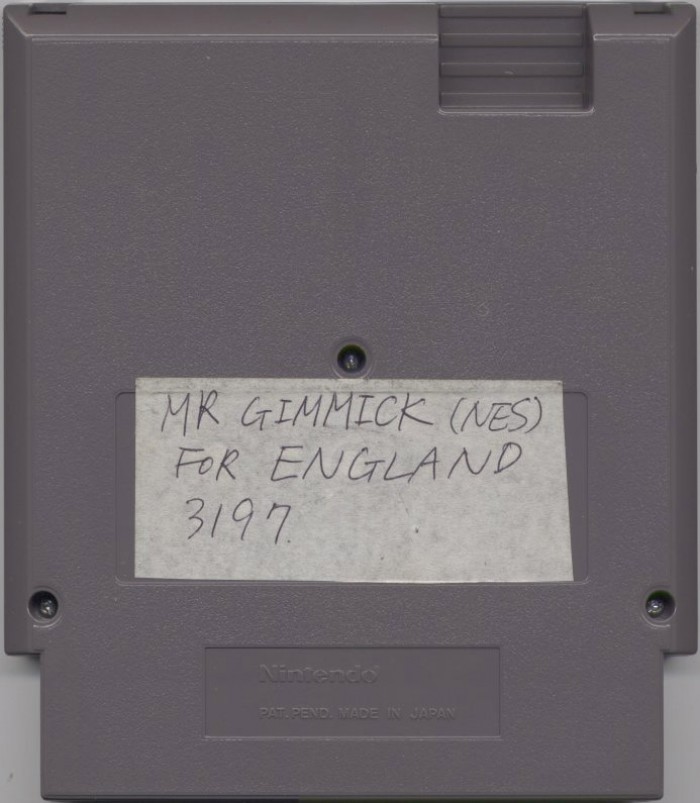 MR GIMMICK (NES)
FOR ENGLAND
3197.
Nintendo
PAT. PEND. MADE IN JAPAN